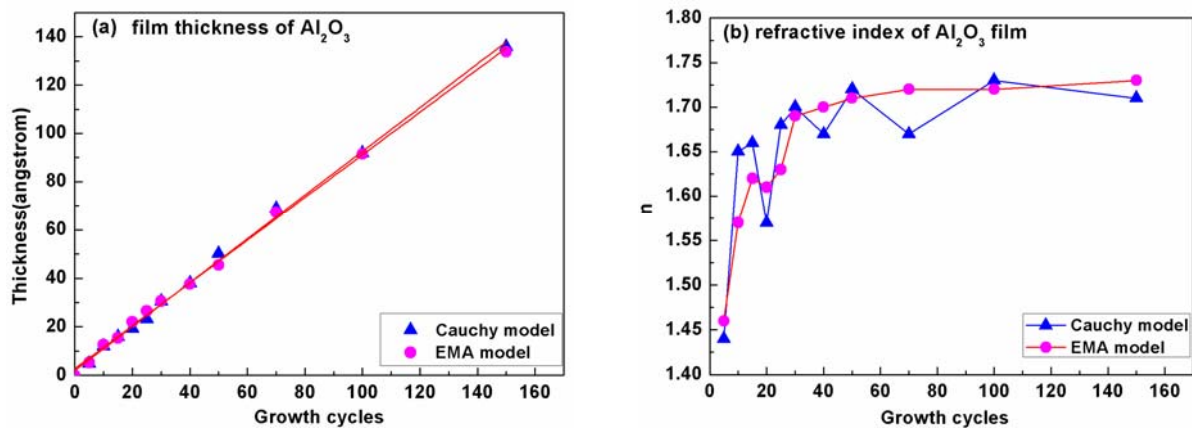 (a) film thickness of Al₂O₃
Thickness(angstrom)
140
120
100
80
60
40
20
0
0 20 40 60 80 100 120 140 160
Growth cycles
Cauchy model
EMA model
(b) refractive index of Al₂O₃ film
n
1.80
1.75
1.70
1.65
1.60
1.55
1.50
1.45
1.40
0 20 40 60 80 100 120 140 160
Growth cycles
Cauchy model
EMA model